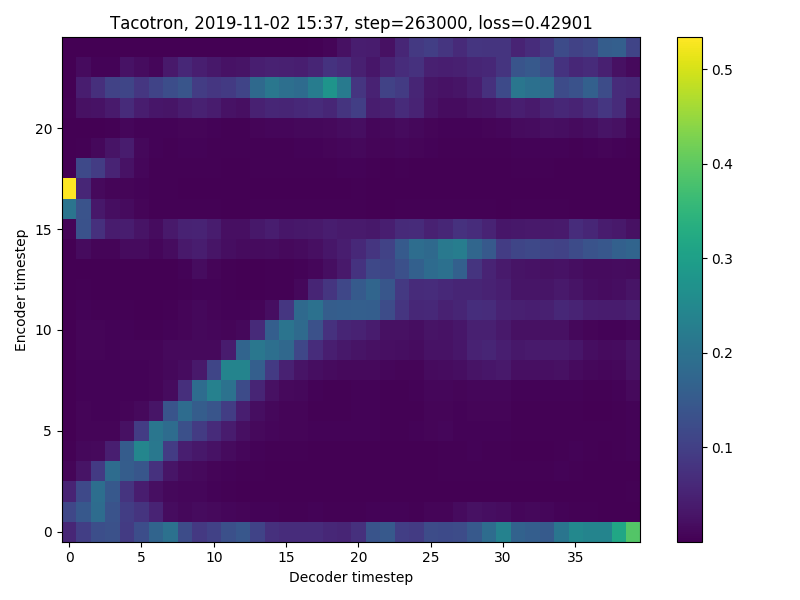 Tacotron, 2019-11-02 15:37, step=263000, loss=0.42901
Encoder timestep
20
15
10
5
0
0 5 10 15 20 25 30 35
Decoder timestep
0.5
0.4
0.3
0.2
0.1